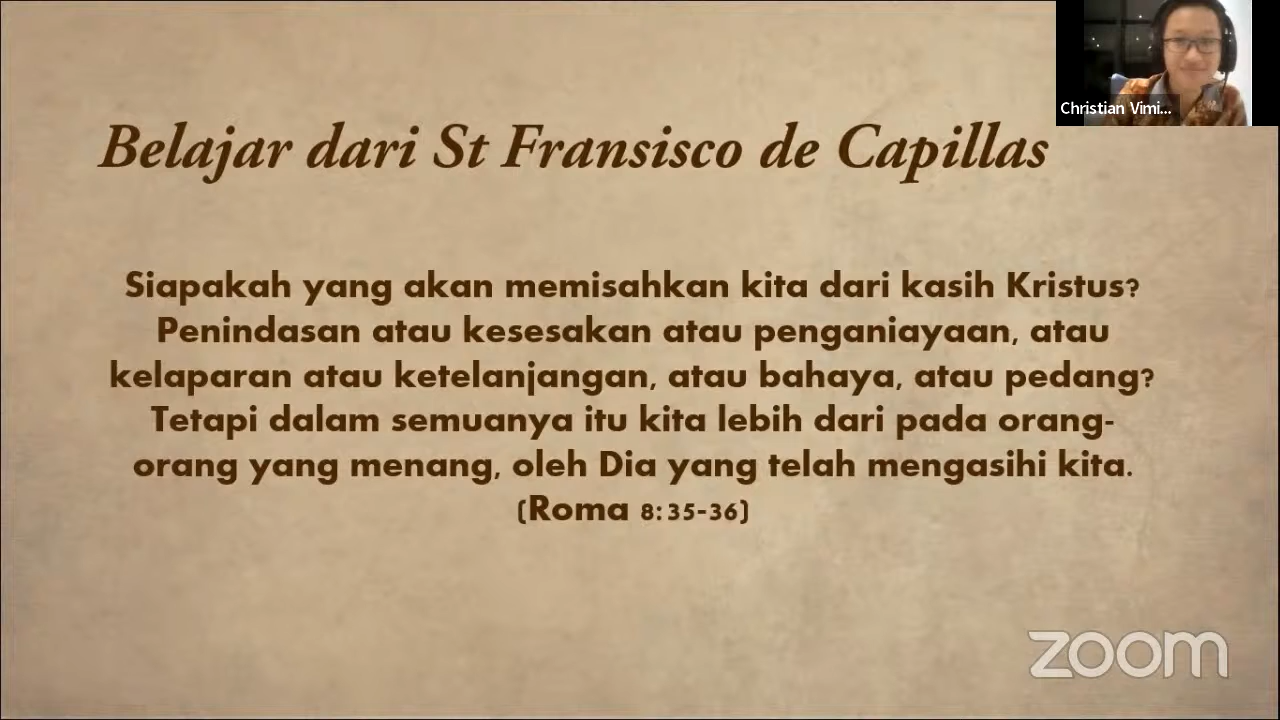 Christian Vimi...
Belajar dari St Fransisco de Capillas
Siapakah yang akan memisahkan kita dari kasih Kristus?
Penindasan atau kesesakan atau penganiayaan, atau
kelaparan atau ketelanjangan, atau bahaya, atau pedang?
Tetapi dalam semuanya itu kita lebih dari pada orang-
orang yang menang, oleh Dia yang telah mengasihi kita.
(Roma 8:35-36)
zoom